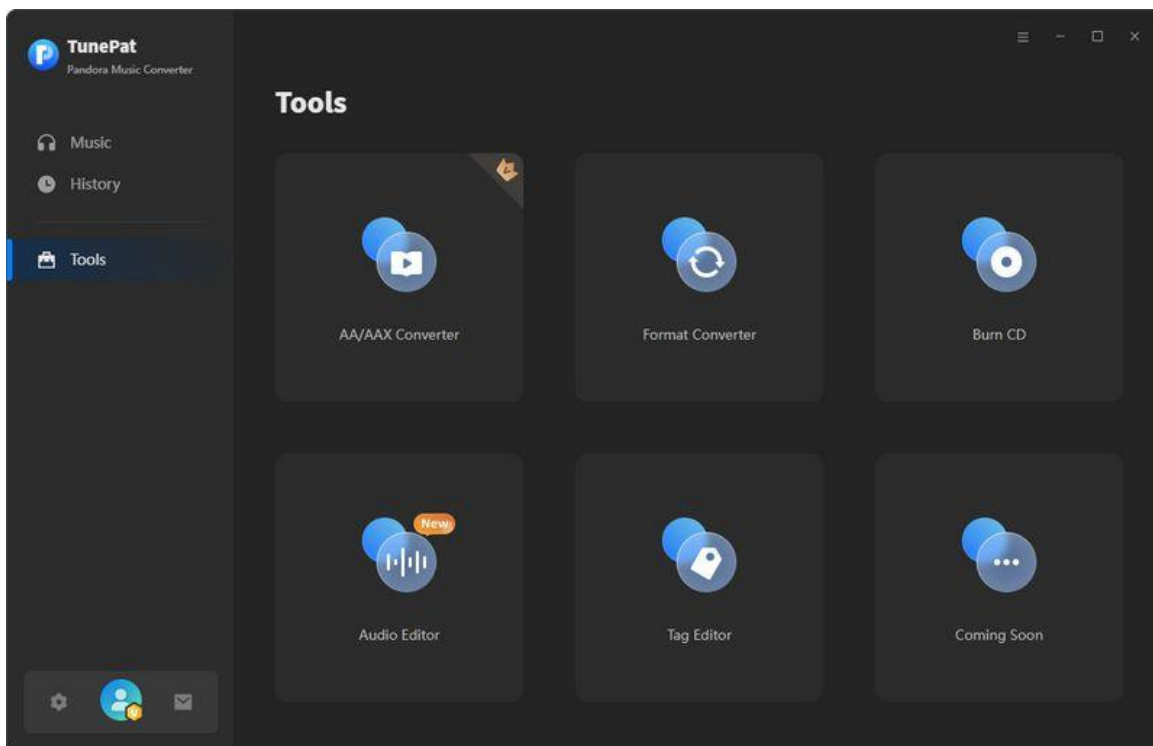 TunePat
Pandora Music Converter
Music
History
Tools
Tools
AA/AAX Converter
Format Converter
Burn CD
New
Audio Editor
Tag Editor
Coming Soon